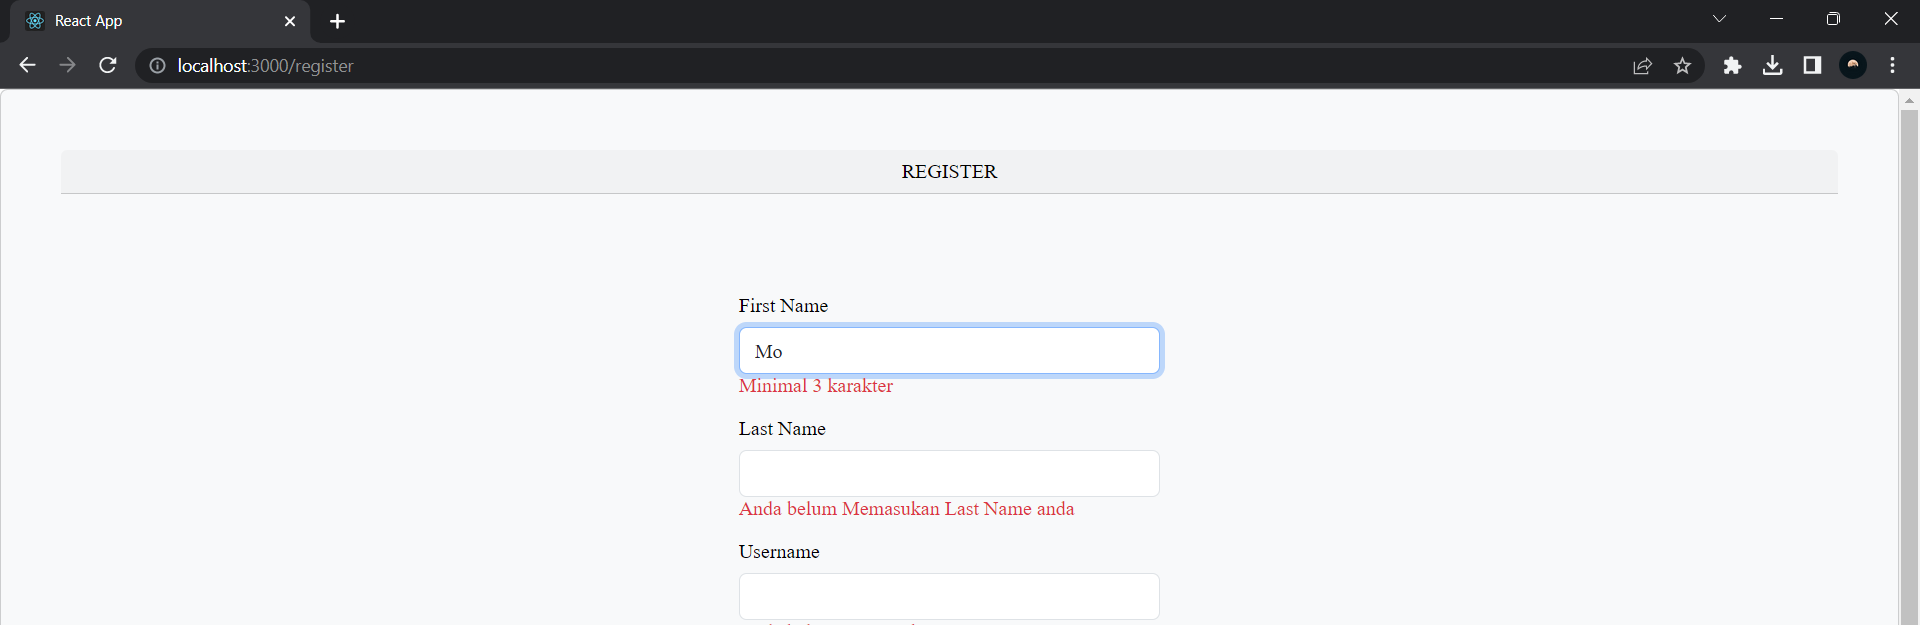 React App
localhost:3000/register
REGISTER
First Name
Mo
Minimal 3 karakter
Last Name
Anda belum Memasukan Last Name anda
Username